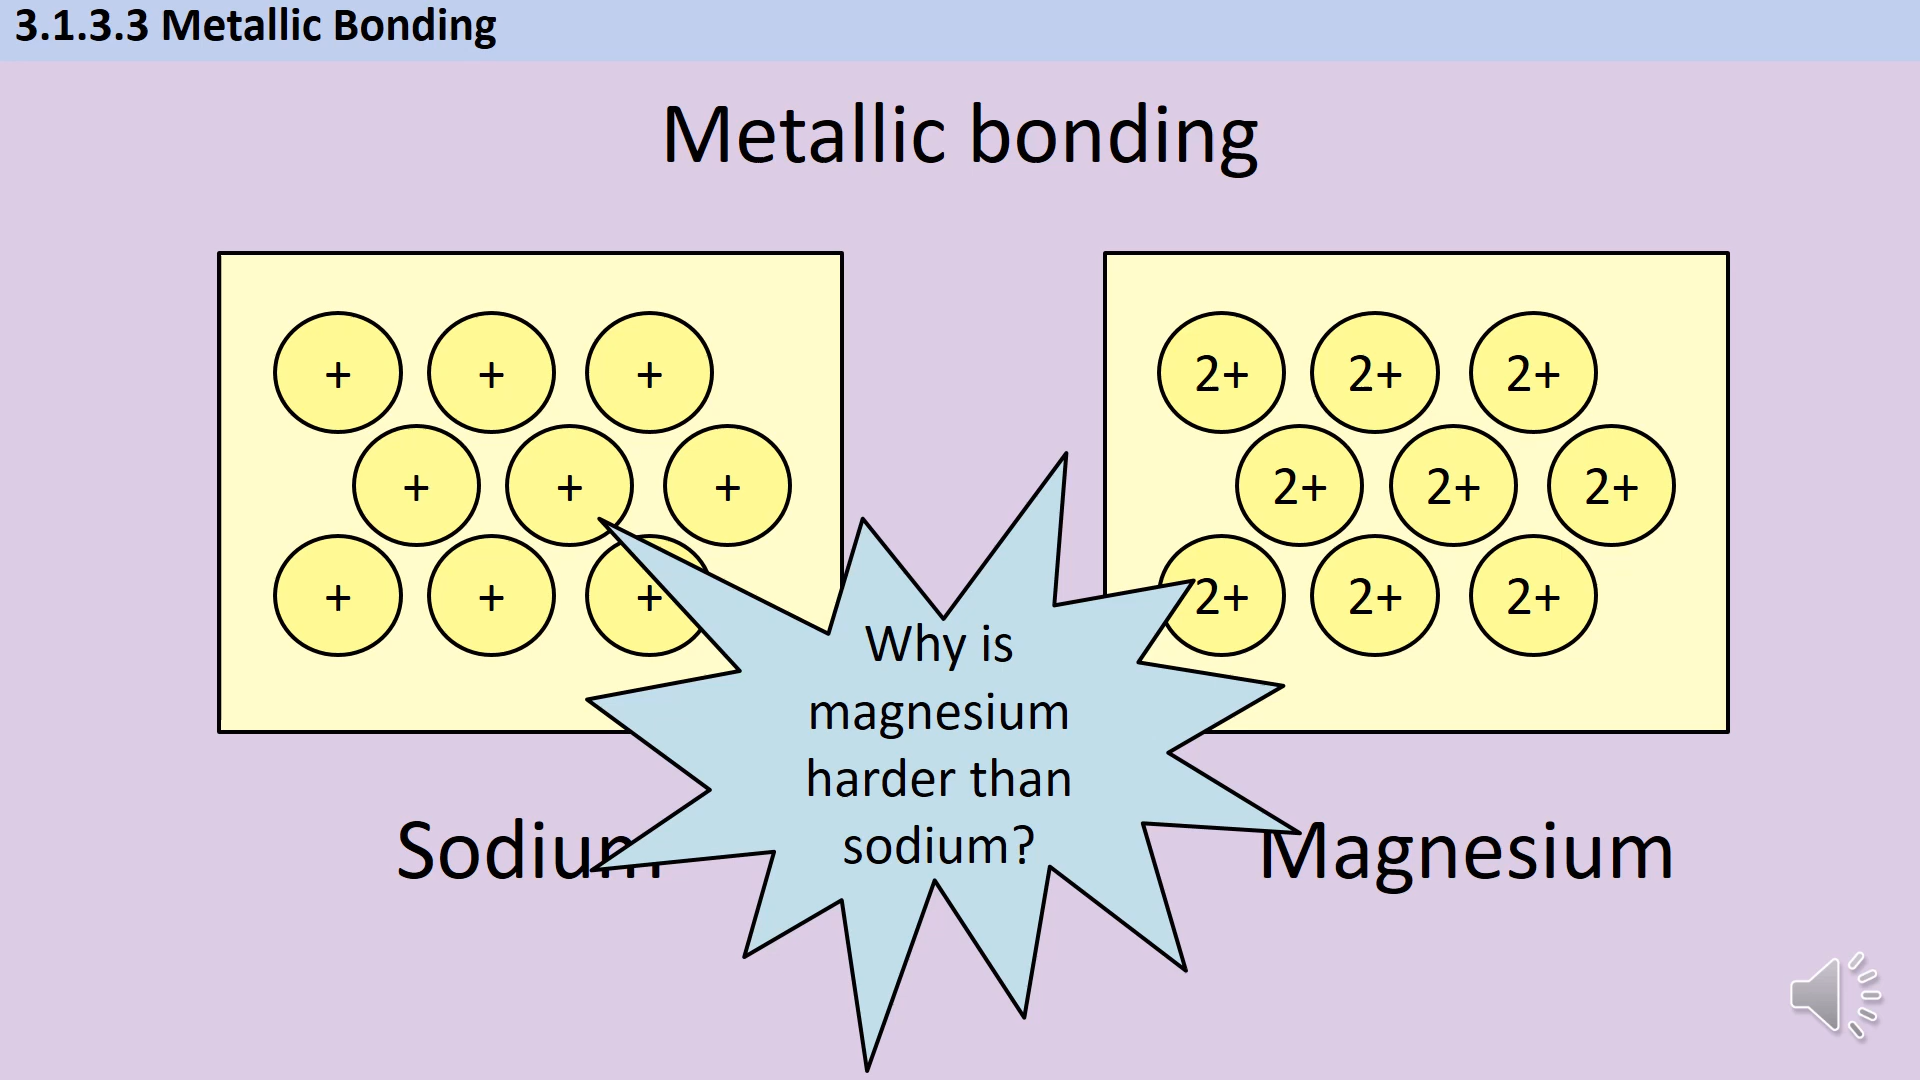 3.1.3.3 Metallic Bonding
Metallic bonding
+ + +
+ + +
+ + +
2+ 2+ 2+
2+ 2+ 2+
2+ 2+ 2+
Why is
magnesium
harder than
sodium?
Sodium
Magnesium